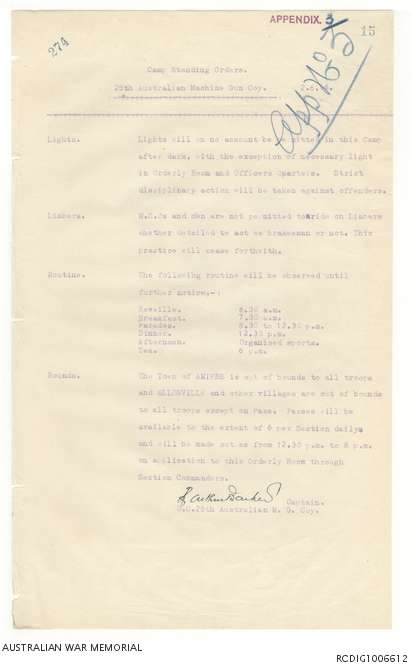 APPENDIX. 3
15
274
App No 5
Camp Standing Orders.
25th Australian Machine Gun Coy.
Lights. Lights will on no account be permitted in this Camp
after dark, with the exception of necessary light
in Orderly Room and Officers Quarters. Strict
disciplinary action will be taken against offenders.
Limbers. N.C.Os and men are not permitted to ride on Limbers
whether detailed to act as brakesman or not. This
practice will cease forthwith.
Routine. The following routine will be observed until
further notice,-:
Reveille. 6.30 a.m.
Breakfast. 7.30 a.m.
Parades. 8.30 to 12.30 p.m.
Dinner. 12.30 p.m.
Afternoon. Organised sports.
Tea. 5 p.m.
Bounds. The Town of AMIENS is out of bounds to all troops
and and other villages are out of bounds
to all troops except on Pass. Passes will be
available to the extent of 6 per Section daily
and will be made out as from 12.30 p.m. to 8 p.m.
on application to this Orderly Room through
Section Commanders.
Captain.
O.C. 25th Australian M. G. Coy.
AUSTRALIAN WAR MEMORIAL
RCDIG1006612